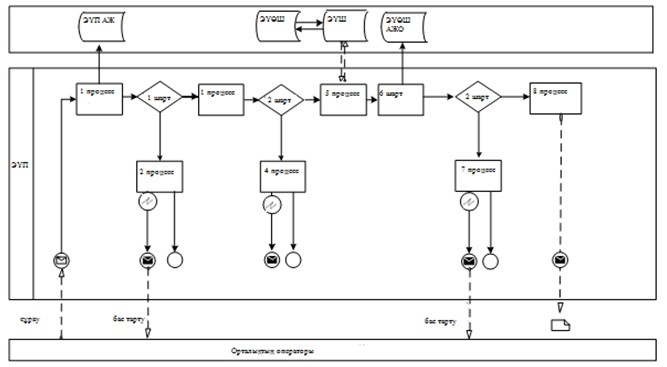 ЭҮП АЖ
ЭҮӨШ
ЭҮШ
ЭҮӨШ
АЖО
1 процесс
1 шарт
1 процесс
2 шарт
5 процесс
6 шарт
2 шарт
8 процесс
ЭҮП
2 процесс
4 процесс
7 процесс
сұрау
бас тарту
бас тарту
Орталықтың операторы